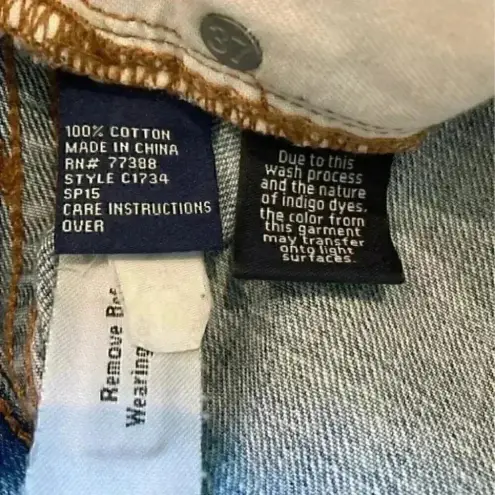 37
100% COTTON
MADE IN CHINA
RN# 77388
STYLE C1734
SP15
CARE INSTRUCTIONS
OVER
Due to this
wash process
and the nature
of indigo dyes,
the color from
this garment
may transfer
onto light
surfaces.
Remove
Wearing